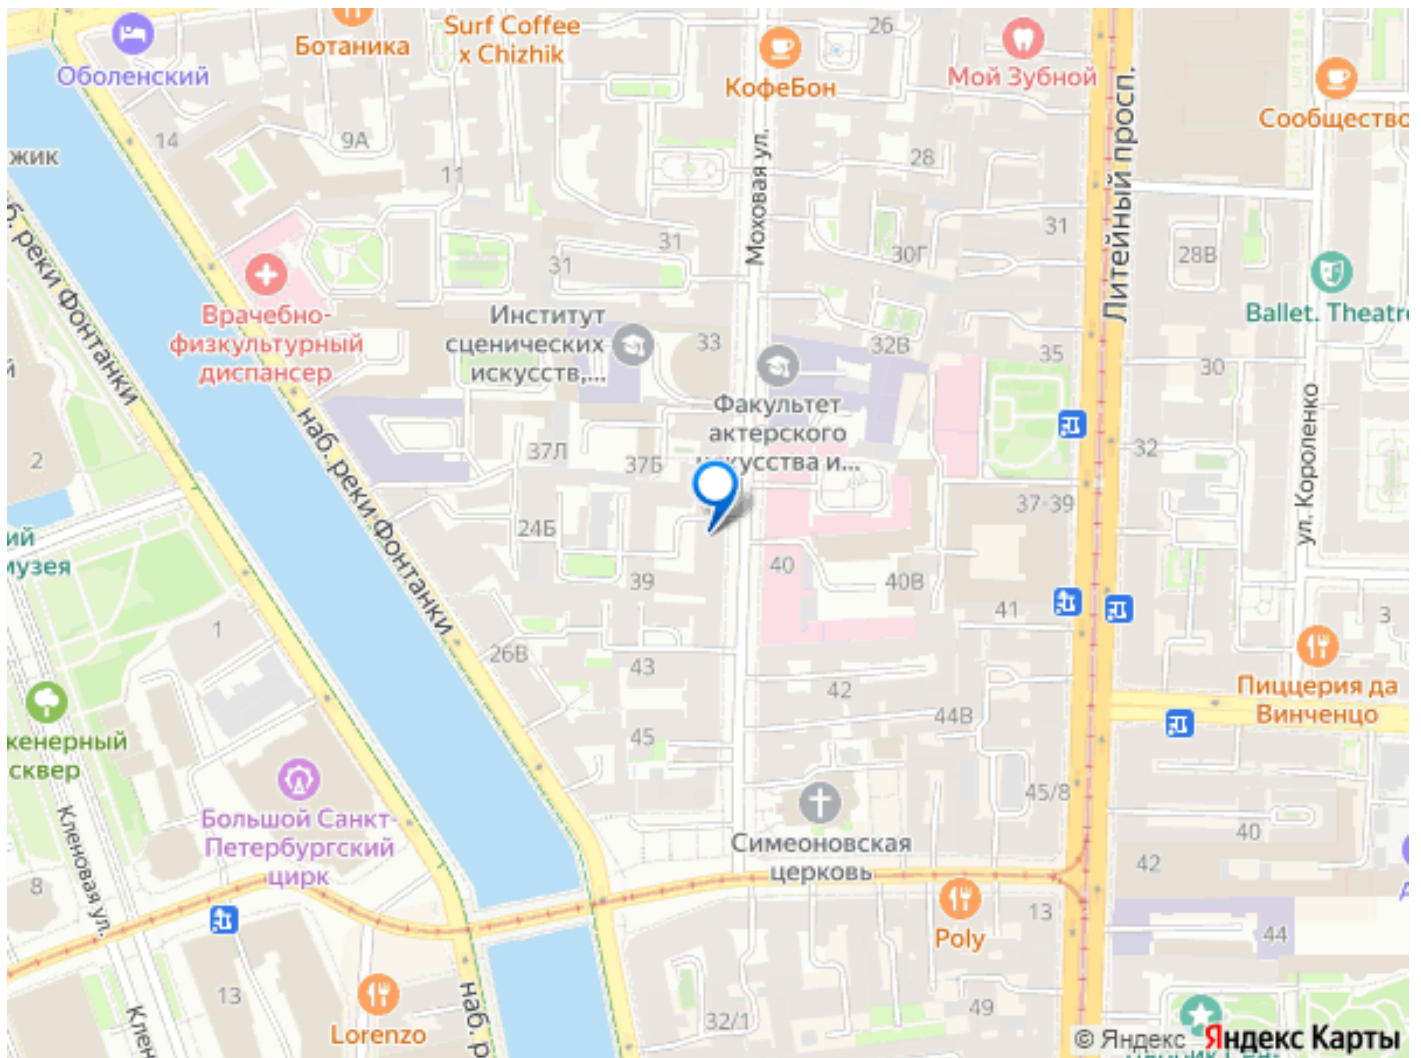 Ботаника
Surf Coffee
x Chizhik
26
Оболенский
КофеБон
Мой Зубной
Сообщество
14
9А
11
28
жик
Моховая ул.
Литейный просп.
31
31
31
30Г
28В
Ballet. Theatre
наб. реки Фонтанки
Врачебно-
физкультурный
диспансер
Институт
сценических
искусств,...
33
32В
35
30
Факультет
актерского
искусства и...
2
37Л
37Б
32
ул. Короленко
37-39
24Б
ий
музея
39
40
40В
41
3
1
26В
43
42
44В
45
Пиццерия да
Винченцо
женерный
сквер
Большой Санкт-
Петербургский
цирк
Кленовая ул.
8
Симеоновская
церковь
45/8
40
42
Poly
13
44
13
Lorenzo
наб. р
32/1
49
Клен
© Яндекс
Яндекс Карты